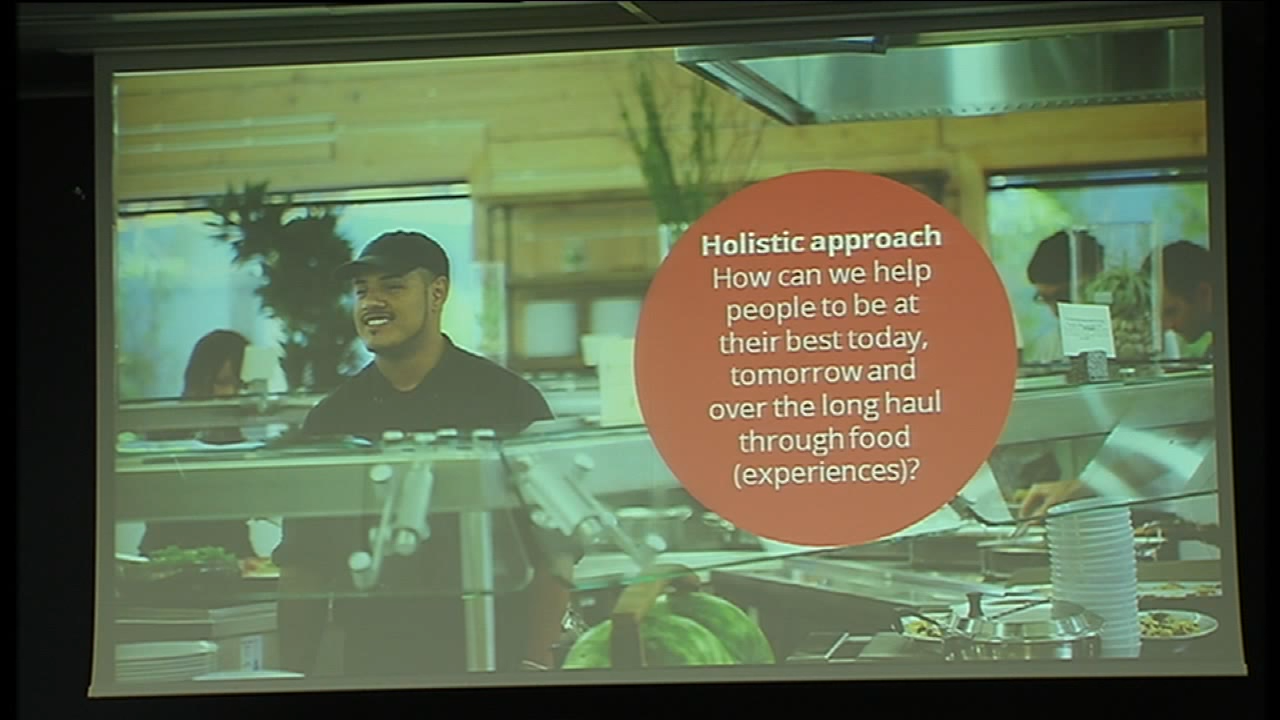 Holistic approach
How can we help
people to be at
their best today,
tomorrow and
over the long haul
through food
(experiences)?